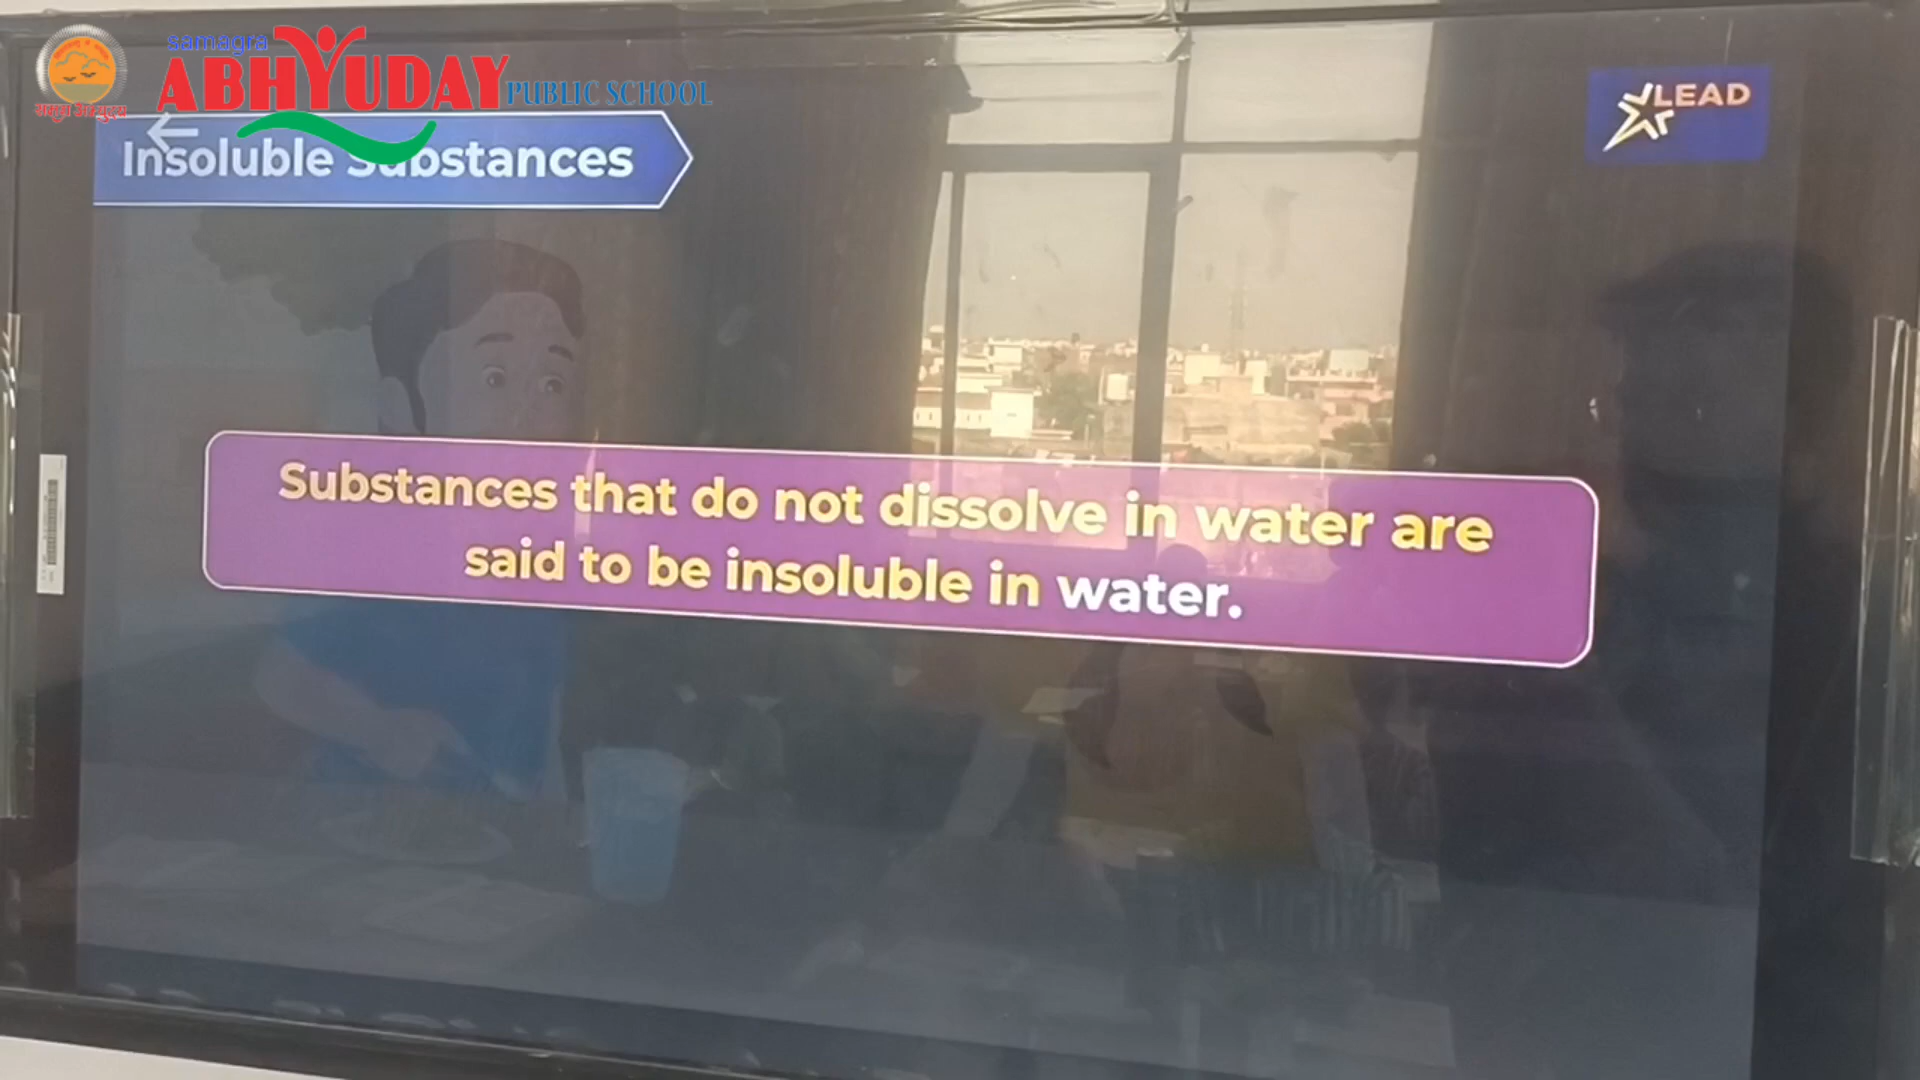 samagra
ABHYUDAY PUBLIC SCHOOL
LEAD
Insoluble Substances
Substances that do not dissolve in water are
said to be insoluble in water.